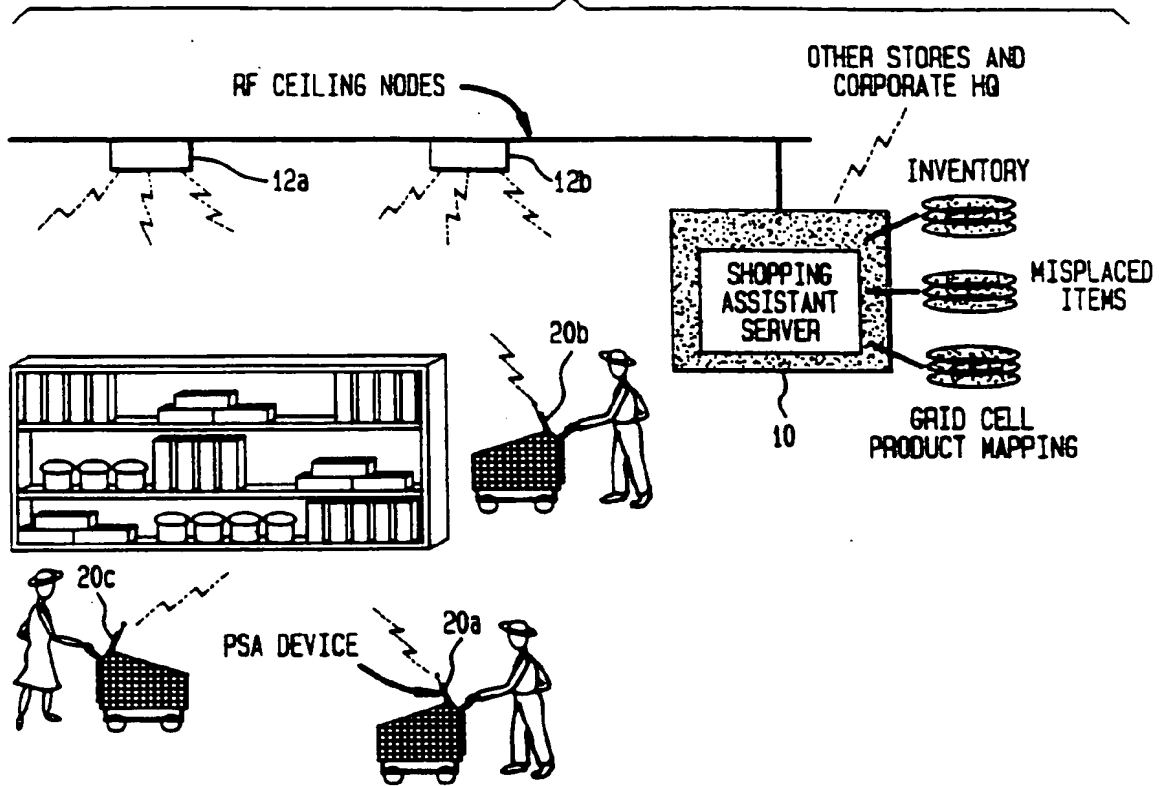 OTHER STORES AND
CORPORATE HQ
RF CEILING NODES
12a
12b
INVENTORY
SHOPPING
ASSISTANT
SERVER
MISPLACED
ITEMS
20b
10
GRID CELL
PRODUCT MAPPING
20c
20a
PSA DEVICE